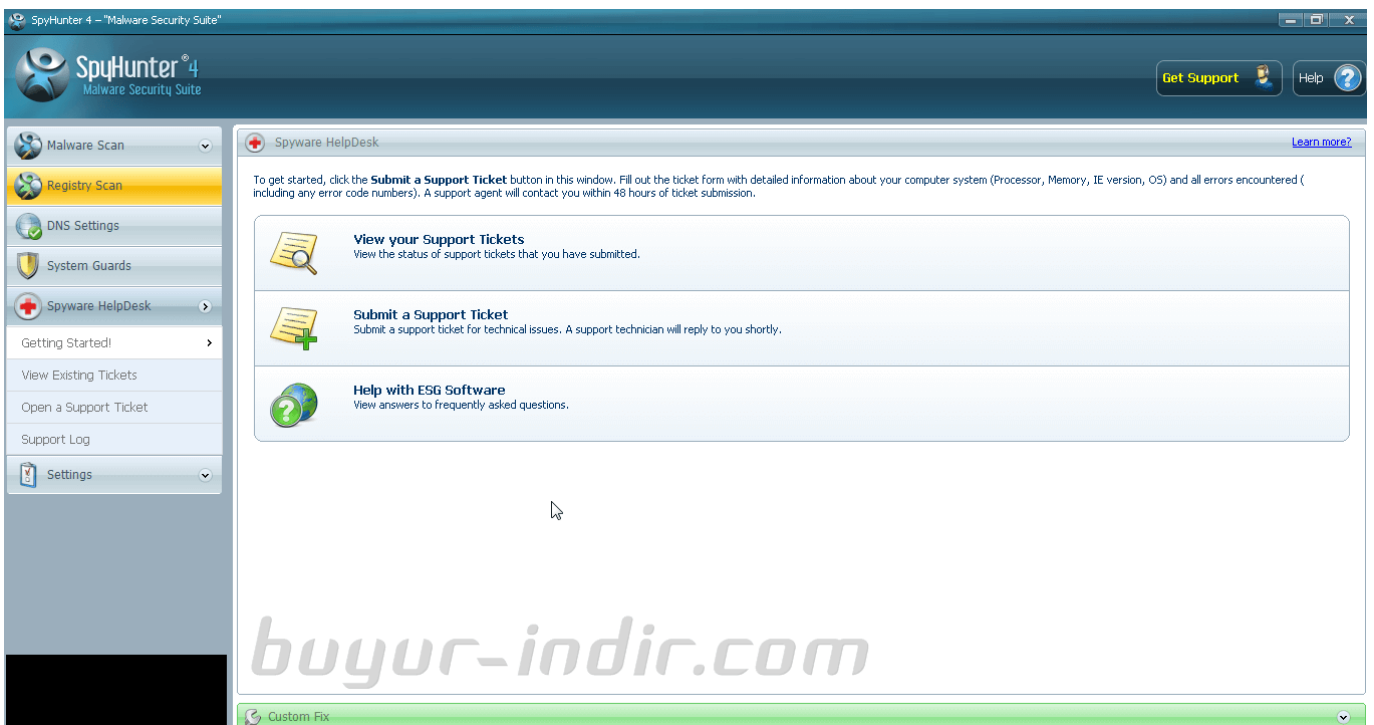 SpyHunter 4 – "Malware Security Suite"
SpyHunter®4
Malware Security Suite
Get Support
Help
Malware Scan
Registry Scan
DNS Settings
System Guards
Spyware HelpDesk
Getting Started!
View Existing Tickets
Open a Support Ticket
Support Log
Settings
Spyware HelpDesk
Learn more?
To get started, click the Submit a Support Ticket button in this window. Fill out the ticket form with detailed information about your computer system (Processor, Memory, IE version, OS) and all errors encountered (
including any error code numbers). A support agent will contact you within 48 hours of ticket submission.
View your Support Tickets
View the status of support tickets that you have submitted.
Submit a Support Ticket
Submit a support ticket for technical issues. A support technician will reply to you shortly.
Help with ESG Software
View answers to frequently asked questions.
buyur-indir.com
Custom Fix